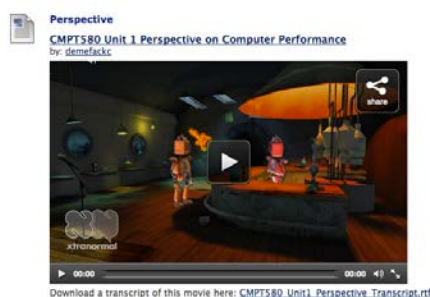 Perspective
CMPT580 Unit 1 Perspective on Computer Performance
by: demefackc
share
xtranormal
00:00 00:00
Download a transcript of this movie here: CMPT580_Unit1_Perspective_Transcript.rtf